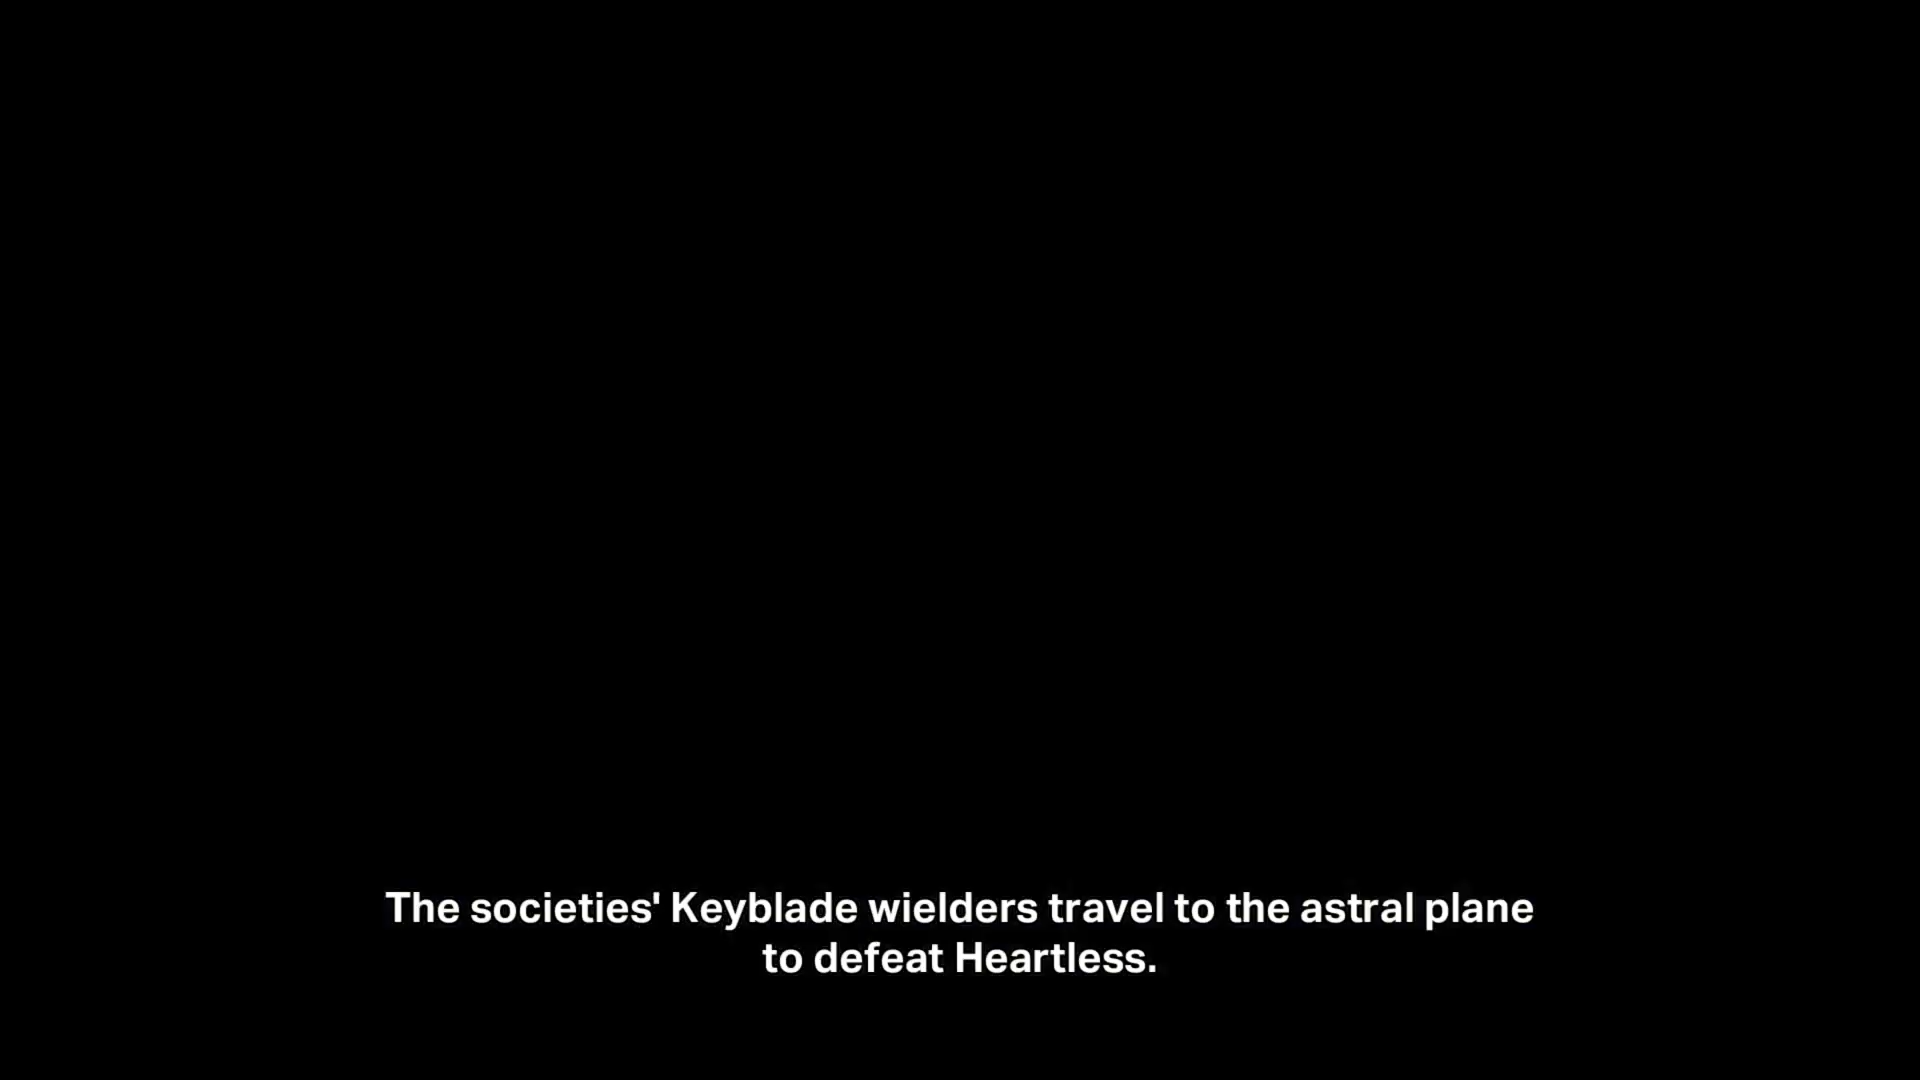 The societies' Keyblade wielders travel to the astral plane
to defeat Heartless.